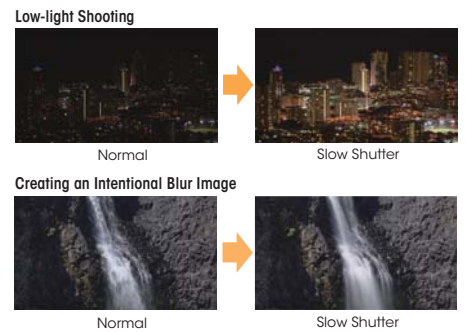 Low-light Shooting
Normal
Slow Shutter
Creating an Intentional Blur Image
Normal
Slow Shutter